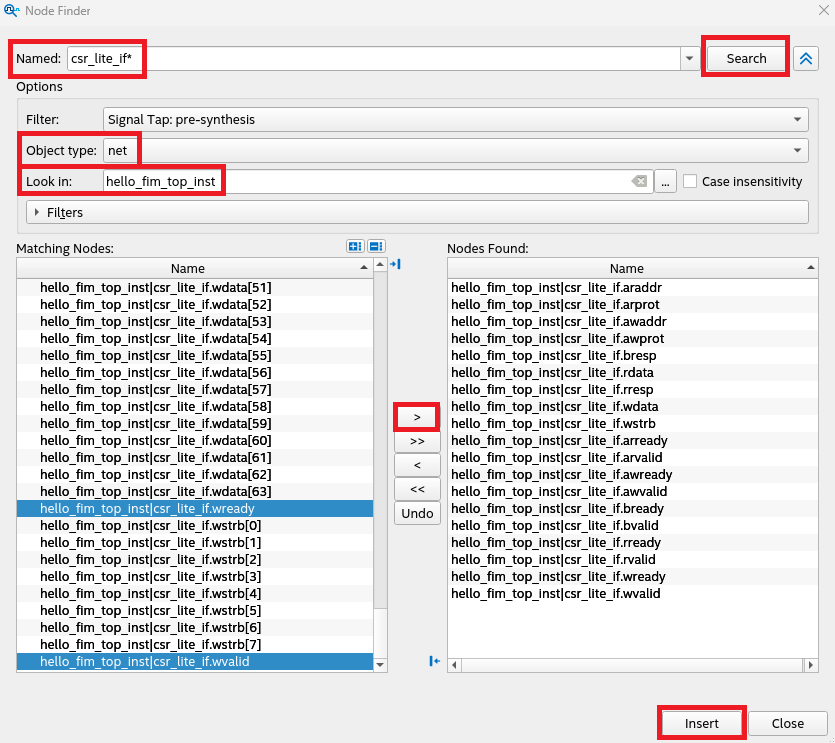 Node Finder
Named: csr_lite_if* Search
Options
Filter: Signal Tap: pre-synthesis
Object type: net
Look in: hello_fim_top_inst ... Case insensitivity
Filters
Matching Nodes:
Name
hello_fim_top_inst|csr_lite_if.wdata[51]
hello_fim_top_inst|csr_lite_if.wdata[52]
hello_fim_top_inst|csr_lite_if.wdata[53]
hello_fim_top_inst|csr_lite_if.wdata[54]
hello_fim_top_inst|csr_lite_if.wdata[55]
hello_fim_top_inst|csr_lite_if.wdata[56]
hello_fim_top_inst|csr_lite_if.wdata[57]
hello_fim_top_inst|csr_lite_if.wdata[58]
hello_fim_top_inst|csr_lite_if.wdata[59]
hello_fim_top_inst|csr_lite_if.wdata[60]
hello_fim_top_inst|csr_lite_if.wdata[61]
hello_fim_top_inst|csr_lite_if.wdata[62]
hello_fim_top_inst|csr_lite_if.wdata[63]
hello_fim_top_inst|csr_lite_if.wready
hello_fim_top_inst|csr_lite_if.wstrb[0]
hello_fim_top_inst|csr_lite_if.wstrb[1]
hello_fim_top_inst|csr_lite_if.wstrb[2]
hello_fim_top_inst|csr_lite_if.wstrb[3]
hello_fim_top_inst|csr_lite_if.wstrb[4]
hello_fim_top_inst|csr_lite_if.wstrb[5]
hello_fim_top_inst|csr_lite_if.wstrb[6]
hello_fim_top_inst|csr_lite_if.wstrb[7]
hello_fim_top_inst|csr_lite_if.wvalid
>
>>
<
<<
Undo
Nodes Found:
Name
hello_fim_top_inst|csr_lite_if.araddr
hello_fim_top_inst|csr_lite_if.arprot
hello_fim_top_inst|csr_lite_if.awaddr
hello_fim_top_inst|csr_lite_if.awprot
hello_fim_top_inst|csr_lite_if.bresp
hello_fim_top_inst|csr_lite_if.rdata
hello_fim_top_inst|csr_lite_if.rresp
hello_fim_top_inst|csr_lite_if.wdata
hello_fim_top_inst|csr_lite_if.wstrb
hello_fim_top_inst|csr_lite_if.arready
hello_fim_top_inst|csr_lite_if.arvalid
hello_fim_top_inst|csr_lite_if.awready
hello_fim_top_inst|csr_lite_if.awvalid
hello_fim_top_inst|csr_lite_if.bready
hello_fim_top_inst|csr_lite_if.bvalid
hello_fim_top_inst|csr_lite_if.rready
hello_fim_top_inst|csr_lite_if.rvalid
hello_fim_top_inst|csr_lite_if.wready
hello_fim_top_inst|csr_lite_if.wvalid
Insert Close